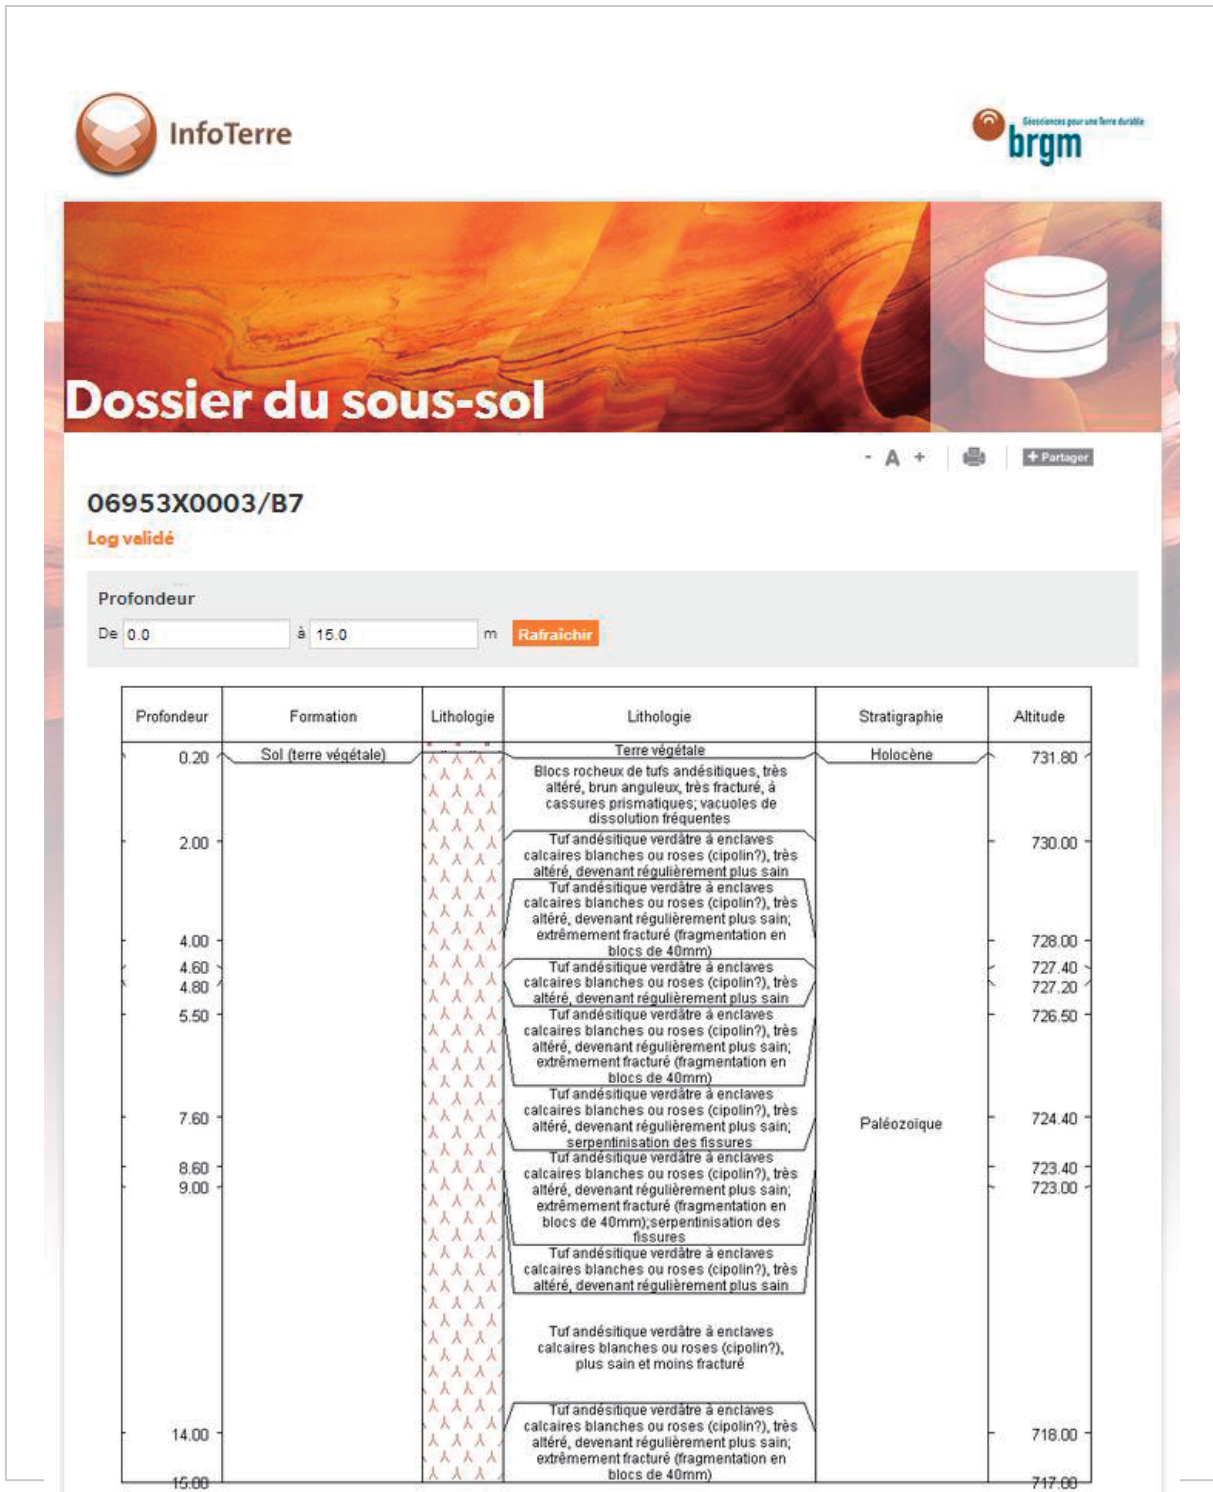 InfoTerre
Géosciences pour une Terre durable
brgm
Dossier du sous-sol
- A +
+ Partager
06953X0003/B7
Log validé
Profondeur
De 0.0 à 15.0 m Rafraîchir
Profondeur Formation Lithologie Lithologie Stratigraphie Altitude
0.20 Sol (terre végétale) Terre végétale Holocène 731.80
Blocs rocheux de tufs andésitiques, très
altéré, brun anguleux, très fracturé, à
cassures prismatiques; vacuoles de
dissolution fréquentes
2.00 730.00
Tuf andésitique verdâtre à enclaves
calcaires blanches ou roses (cipolin?), très
altéré, devenant régulièrement plus sain
Tuf andésitique verdâtre à enclaves
calcaires blanches ou roses (cipolin?), très
altéré, devenant régulièrement plus sain;
extrêmement fracturé (fragmentation en
blocs de 40mm)
4.00 728.00
4.60 727.40
Tuf andésitique verdâtre à enclaves
calcaires blanches ou roses (cipolin?), très
altéré, devenant régulièrement plus sain
4.80 727.20
5.50 726.50
Tuf andésitique verdâtre à enclaves
calcaires blanches ou roses (cipolin?), très
altéré, devenant régulièrement plus sain;
extrêmement fracturé (fragmentation en
blocs de 40mm)
Tuf andésitique verdâtre à enclaves
calcaires blanches ou roses (cipolin?), très
altéré, devenant régulièrement plus sain;
serpentinisation des fissures
7.60 Paléozoïque 724.40
8.60 723.40
9.00 723.00
Tuf andésitique verdâtre à enclaves
calcaires blanches ou roses (cipolin?), très
altéré, devenant régulièrement plus sain;
extrêmement fracturé (fragmentation en
blocs de 40mm);serpentinisation des
fissures
Tuf andésitique verdâtre à enclaves
calcaires blanches ou roses (cipolin?), très
altéré, devenant régulièrement plus sain
Tuf andésitique verdâtre à enclaves
calcaires blanches ou roses (cipolin?),
plus sain et moins fracturé
Tuf andésitique verdâtre à enclaves
calcaires blanches ou roses (cipolin?), très
altéré, devenant régulièrement plus sain;
extrêmement fracturé (fragmentation en
blocs de 40mm)
14.00 718.00
15.00 717.00